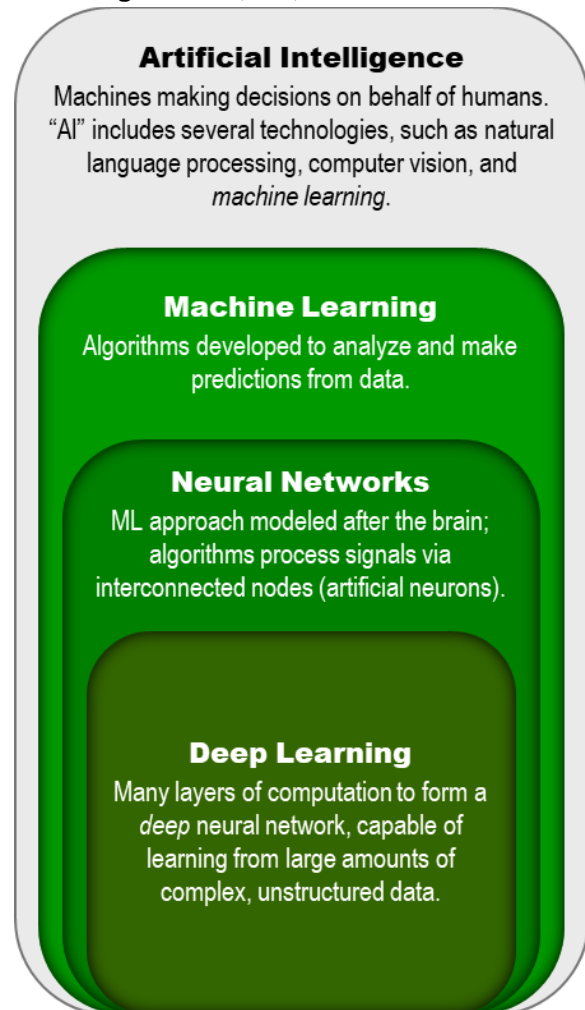 Artificial Intelligence
Machines making decisions on behalf of humans.
“AI” includes several technologies, such as natural
language processing, computer vision, and
machine learning.
Machine Learning
Algorithms developed to analyze and make
predictions from data.
Neural Networks
ML approach modeled after the brain;
algorithms process signals via
interconnected nodes (artificial neurons).
Deep Learning
Many layers of computation to form a
deep neural network, capable of
learning from large amounts of
complex, unstructured data.